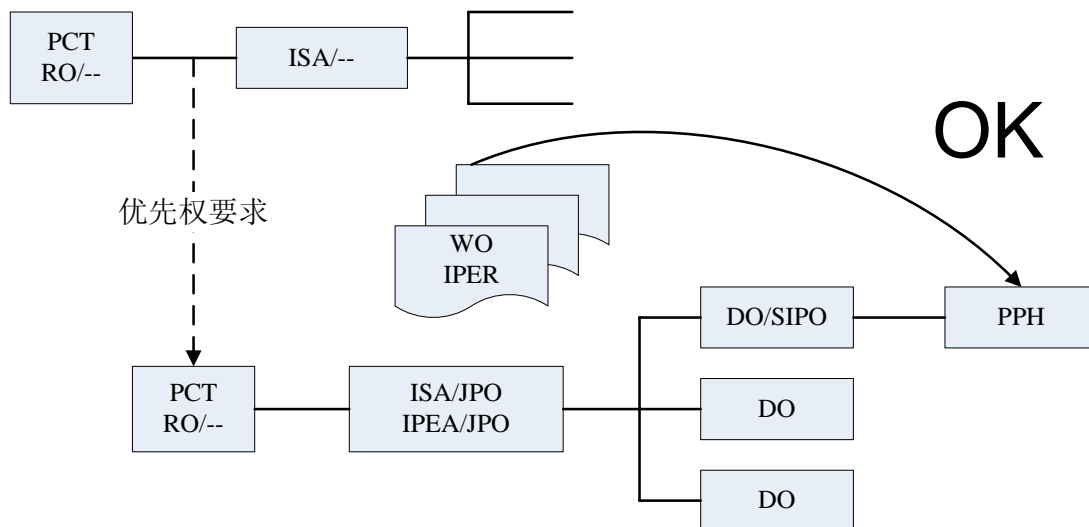 PCT
RO/--
ISA/--
OK
优先权要求
WO
IPER
DO/SIPO
PPH
PCT
RO/--
ISA/JPO
IPEA/JPO
DO
DO